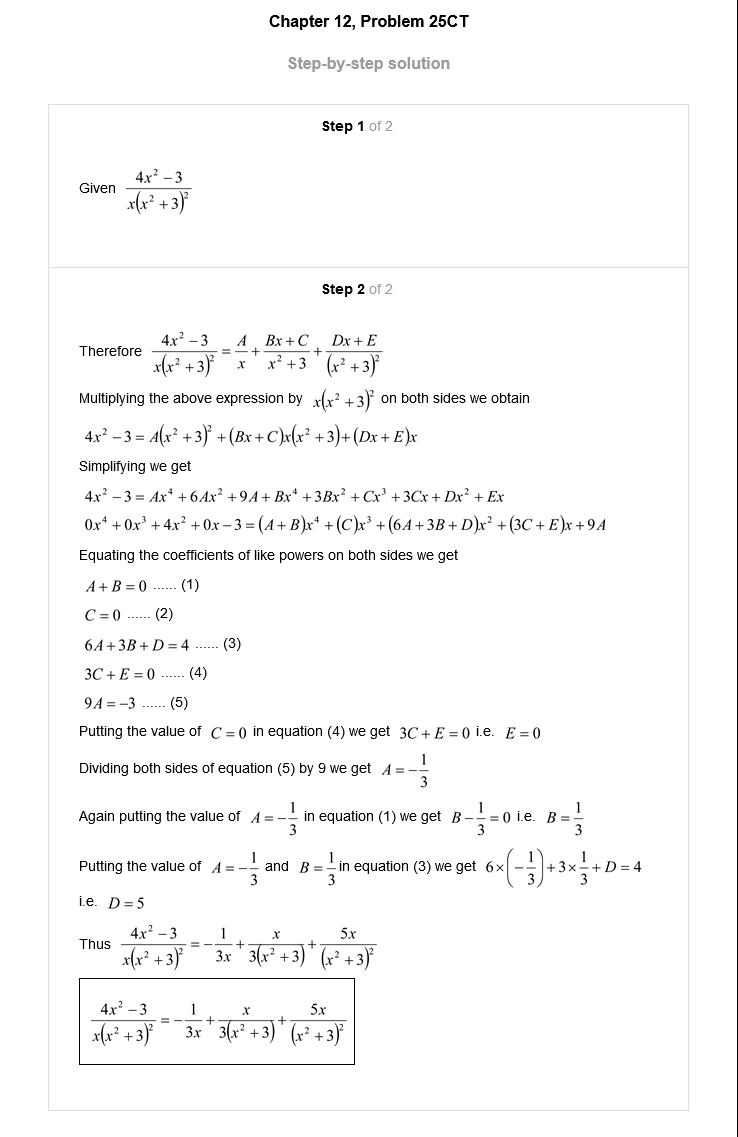 Chapter 12, Problem 25CT
Step-by-step solution
Step 1 of 2
Given $\frac{4x^2-3}{x(x^2+3)^2}$
Step 2 of 2
Therefore $\frac{4x^2-3}{x(x^2+3)^2}=\frac{A}{x}+\frac{Bx+C}{x^2+3}+\frac{Dx+E}{(x^2+3)^2}$
Multiplying the above expression by $x(x^2+3)^2$ on both sides we obtain
$4x^2-3=A(x^2+3)^2+(Bx+C)x(x^2+3)+(Dx+E)x$
Simplifying we get
$4x^2-3=Ax^4+6Ax^2+9A+Bx^4+3Bx^2+Cx^3+3Cx+Dx^2+Ex$
$0x^4+0x^3+4x^2+0x-3=(A+B)x^4+(C)x^3+(6A+3B+D)x^2+(3C+E)x+9A$
Equating the coefficients of like powers on both sides we get
$A+B=0$ ...... (1)
$C=0$ ...... (2)
$6A+3B+D=4$ ...... (3)
$3C+E=0$ ...... (4)
$9A=-3$ ...... (5)
Putting the value of $C=0$ in equation (4) we get $3C+E=0$ i.e. $E=0$
Dividing both sides of equation (5) by 9 we get $A=-\frac{1}{3}$
Again putting the value of $A=-\frac{1}{3}$ in equation (1) we get $B-\frac{1}{3}=0$ i.e. $B=\frac{1}{3}$
Putting the value of $A=-\frac{1}{3}$ and $B=\frac{1}{3}$ in equation (3) we get $6\times\left(-\frac{1}{3}\right)+3\times\frac{1}{3}+D=4$
i.e. $D=5$
Thus $\frac{4x^2-3}{x(x^2+3)^2}=-\frac{1}{3x}+\frac{x}{3(x^2+3)}+\frac{5x}{(x^2+3)^2}$
$\frac{4x^2-3}{x(x^2+3)^2}=-\frac{1}{3x}+\frac{x}{3(x^2+3)}+\frac{5x}{(x^2+3)^2}$